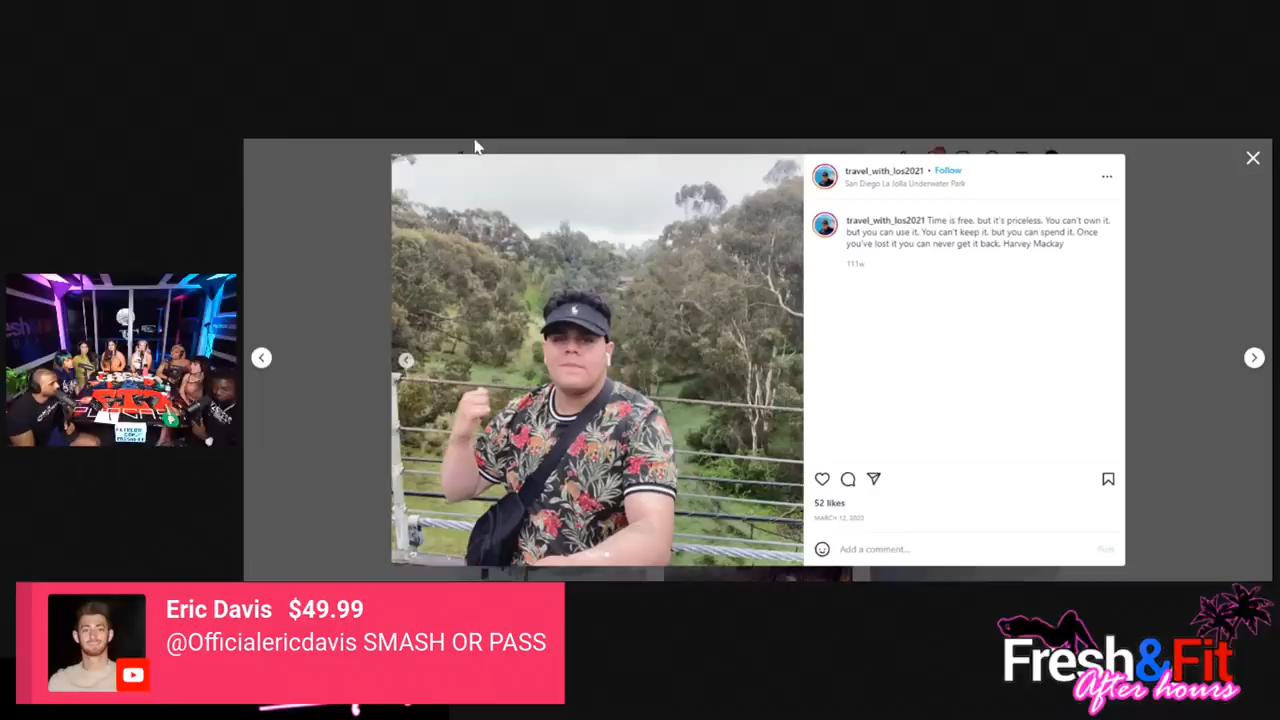 travel_with_los2021 • Follow
San Diego La Jolla Underwater Park
travel_with_los2021 Time is free, but it's priceless. You can't own it,
but you can use it. You can't keep it, but you can spend it. Once
you've lost it you can never get it back. Harvey Mackay
111w
52 likes
MARCH 12, 2023
Add a comment...
Post
Eric Davis $49.99
@Officialericdavis SMASH OR PASS
Fresh&Fit
After hours